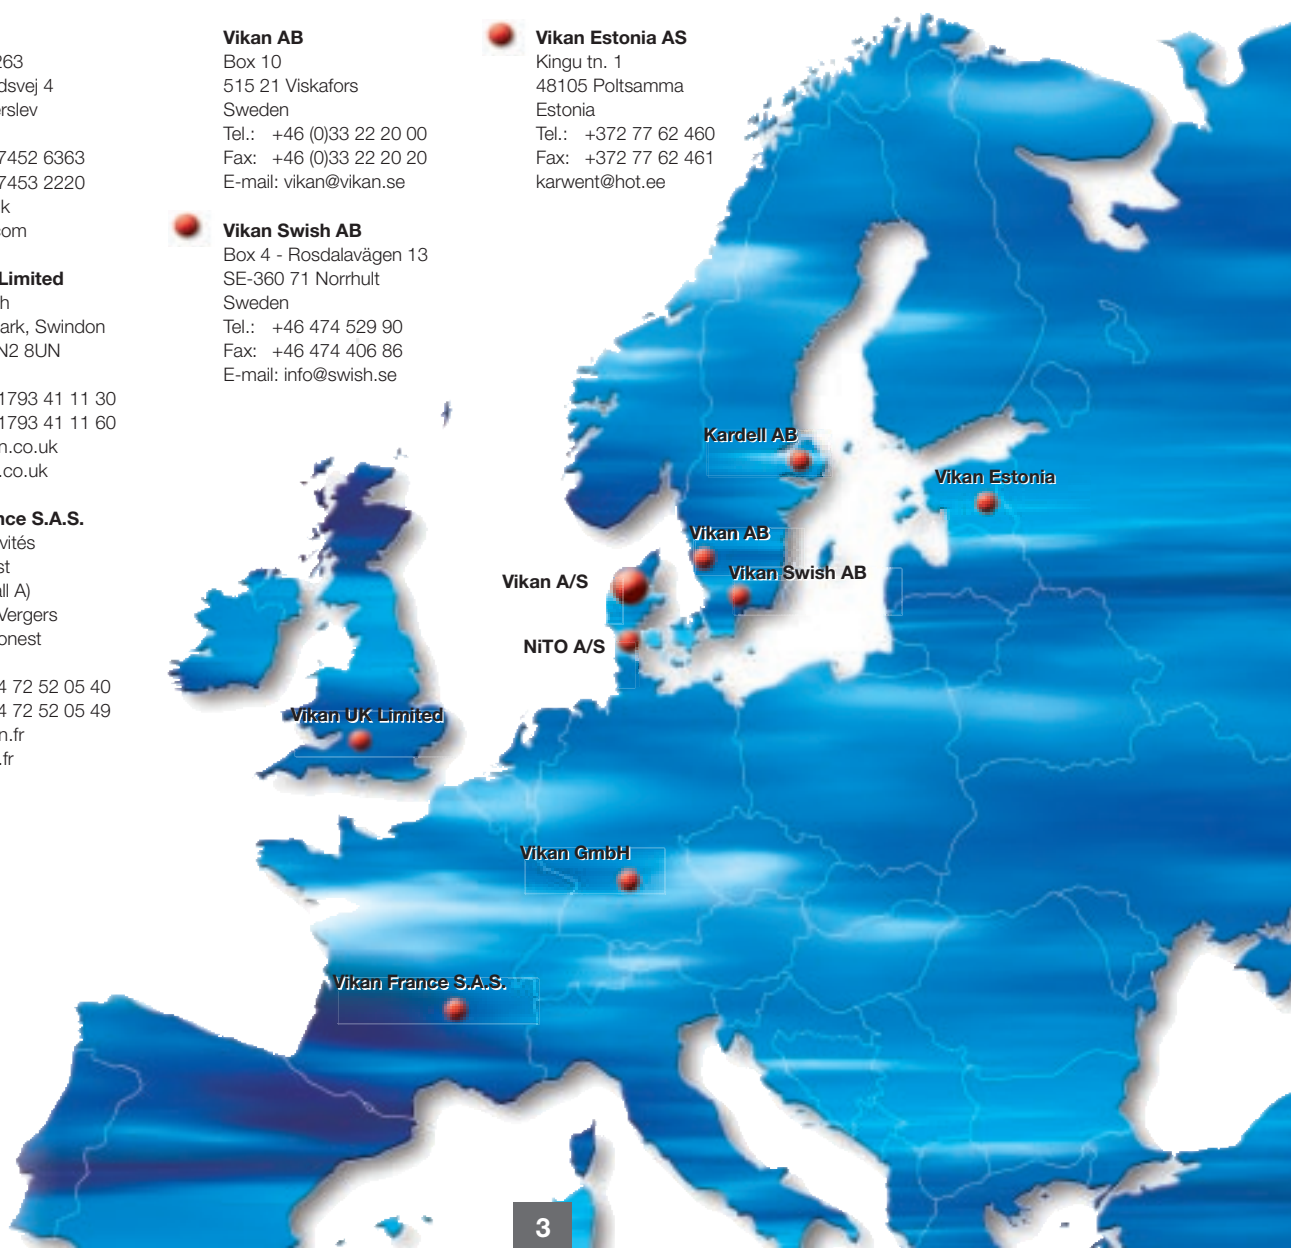 263
dsvej 4
erslev
7452 6363
7453 2220
k
com
Limited
h
ark, Swindon
N2 8UN
1793 41 11 30
1793 41 11 60
n.co.uk
.co.uk
nce S.A.S.
vités
st
all A)
Vergers
onest
4 72 52 05 40
4 72 52 05 49
n.fr
.fr
Vikan AB
Box 10
515 21 Viskafors
Sweden
Tel.: +46 (0)33 22 20 00
Fax: +46 (0)33 22 20 20
E-mail: vikan@vikan.se
Vikan Swish AB
Box 4 - Rosdalavägen 13
SE-360 71 Norrhult
Sweden
Tel.: +46 474 529 90
Fax: +46 474 406 86
E-mail: info@swish.se
Vikan Estonia AS
Kingu tn. 1
48105 Poltsamma
Estonia
Tel.: +372 77 62 460
Fax: +372 77 62 461
karwent@hot.ee
Kardell AB
Vikan Estonia
Vikan AB
Vikan Swish AB
Vikan A/S
NiTO A/S
Vikan UK Limited
Vikan GmbH
Vikan France S.A.S.
3